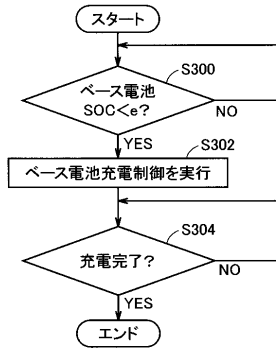 スタート
S300
ベース電池
SOC<e?
NO
YES
S302
ベース電池充電制御を実行
S304
充電完了?
NO
YES
エンド